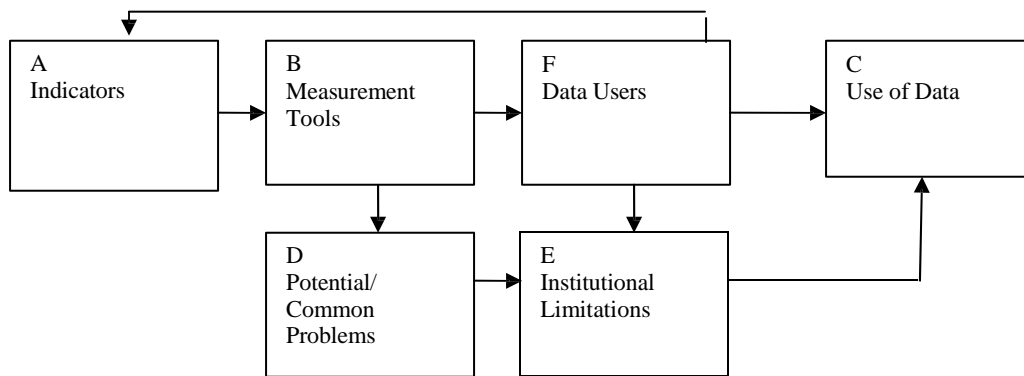 A
Indicators
B
Measurement
Tools
F
Data Users
C
Use of Data
D
Potential/
Common
Problems
E
Institutional
Limitations